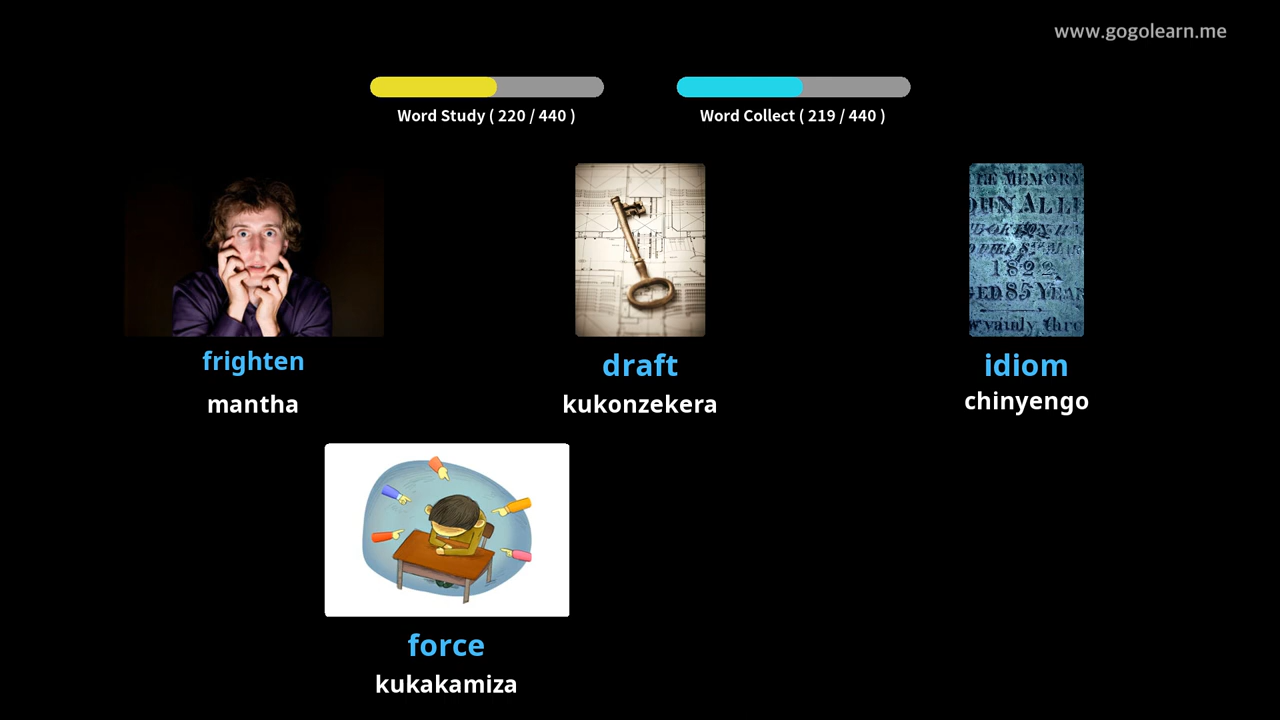 www.gogolearn.me
Word Study ( 220 / 440 )
Word Collect ( 219 / 440 )
1822
frighten
draft
idiom
mantha
kukonzekera
chinyengo
force
kukakamiza